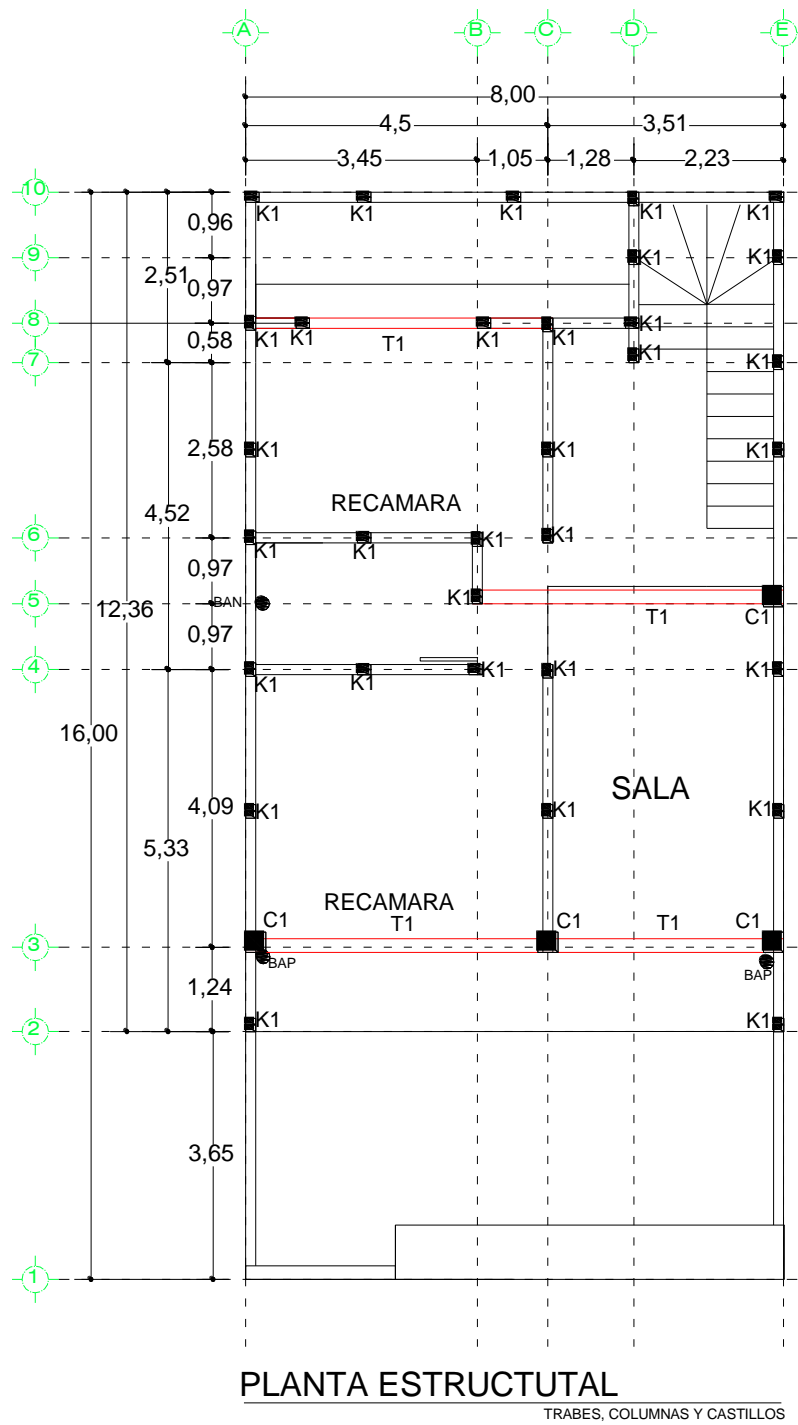 A B C D E
8,00
4,5 3,51
3,45 1,05 1,28 2,23
10
K1 K1 K1 K1 K1
0,96
9
K1 K1
2,51
0,97
8
K1 K1 T1 K1 K1 K1
0,58
7
K1 K1
2,58
K1 K1 K1
RECAMARA
4,52
6
K1 K1 K1 K1
0,97
5
BAN K1 T1 C1
12,36
0,97
4
K1 K1 K1 K1 K1
16,00
SALA
4,09
K1 K1 K1
5,33
RECAMARA
C1 T1 C1 T1 C1
3
BAP BAP
1,24
2
K1 K1
3,65
1
PLANTA ESTRUCTUTAL
TRABES, COLUMNAS Y CASTILLOS